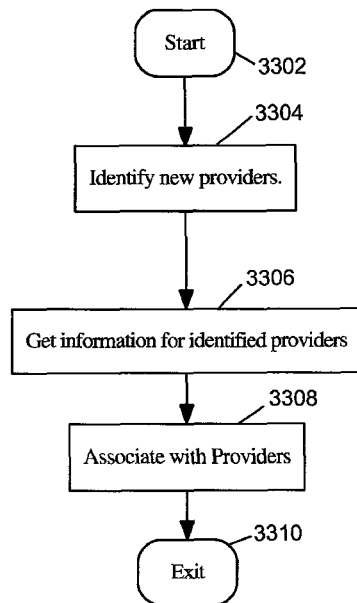 Start
3302
3304
Identify new providers.
3306
Get information for identified providers
3308
Associate with Providers
3310
Exit